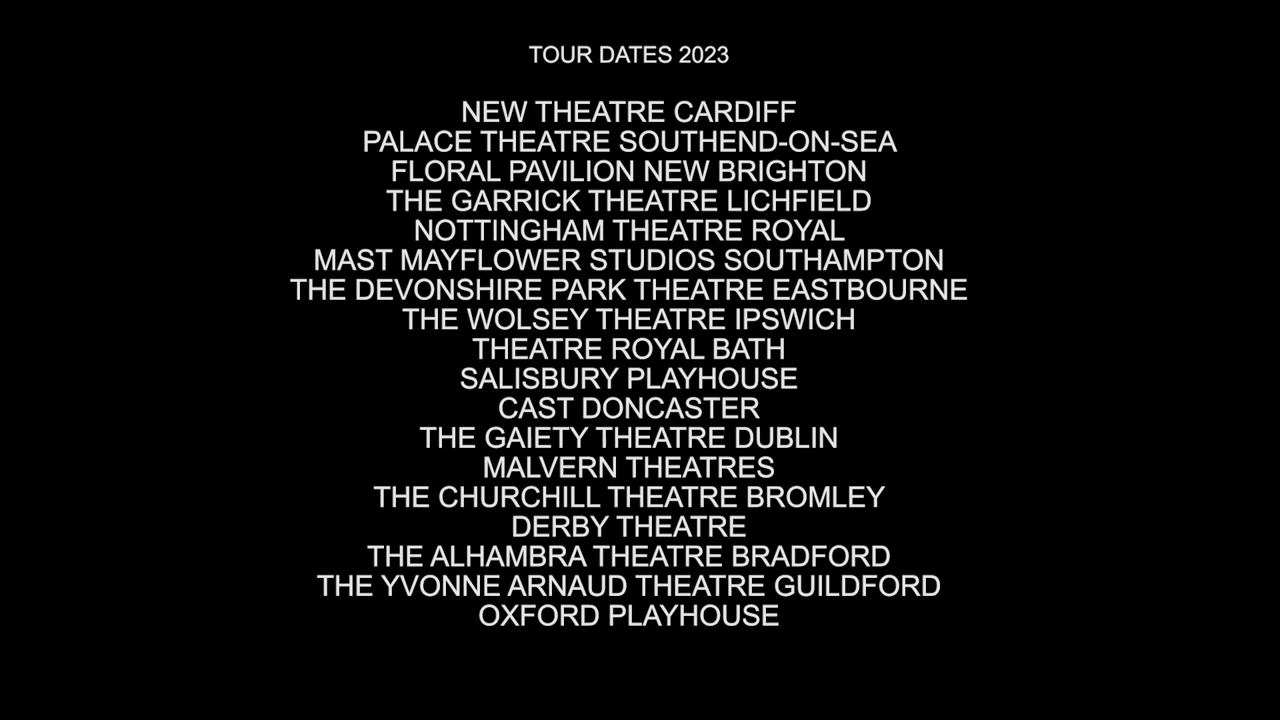 TOUR DATES 2023
NEW THEATRE CARDIFF
PALACE THEATRE SOUTHEND-ON-SEA
FLORAL PAVILION NEW BRIGHTON
THE GARRICK THEATRE LICHFIELD
NOTTINGHAM THEATRE ROYAL
MAST MAYFLOWER STUDIOS SOUTHAMPTON
THE DEVONSHIRE PARK THEATRE EASTBOURNE
THE WOLSEY THEATRE IPSWICH
THEATRE ROYAL BATH
SALISBURY PLAYHOUSE
CAST DONCASTER
THE GAIETY THEATRE DUBLIN
MALVERN THEATRES
THE CHURCHILL THEATRE BROMLEY
DERBY THEATRE
THE ALHAMBRA THEATRE BRADFORD
THE YVONNE ARNAUD THEATRE GUILDFORD
OXFORD PLAYHOUSE